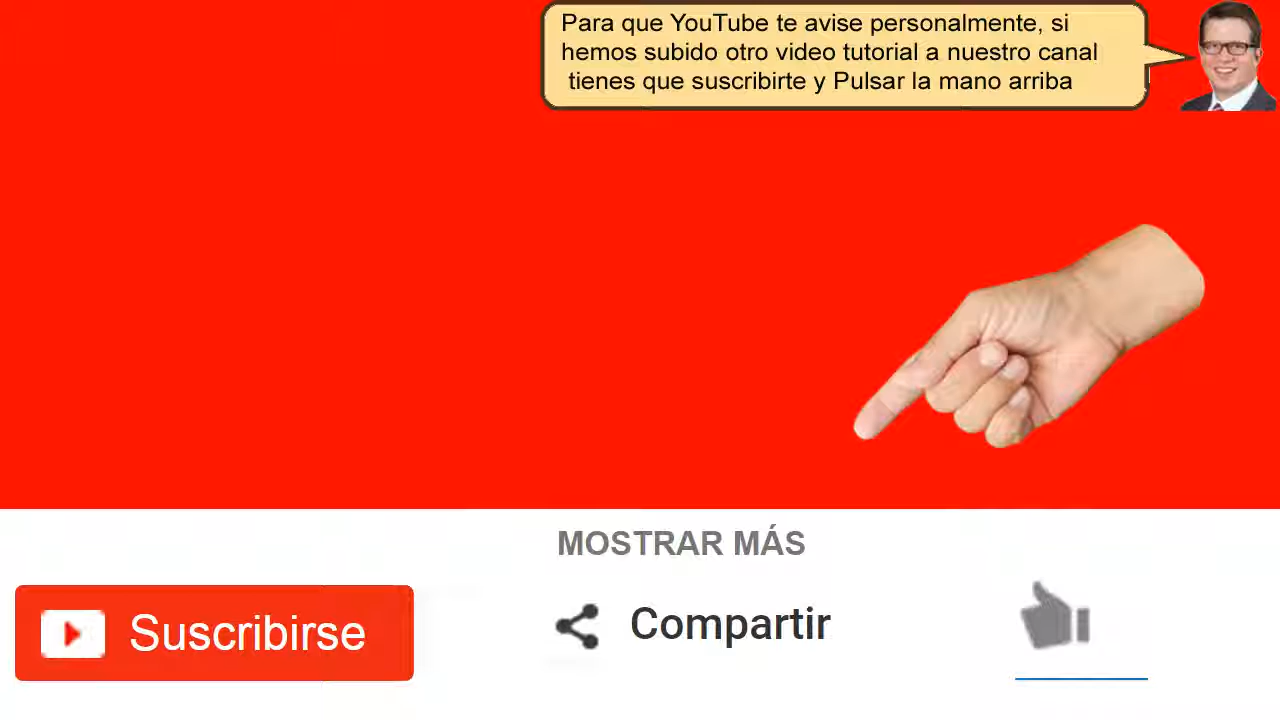 Para que YouTube te avise personalmente, si
hemos subido otro video tutorial a nuestro canal
tienes que suscribirte y Pulsar la mano arriba
MOSTRAR MÁS
Suscribirse
Compartir